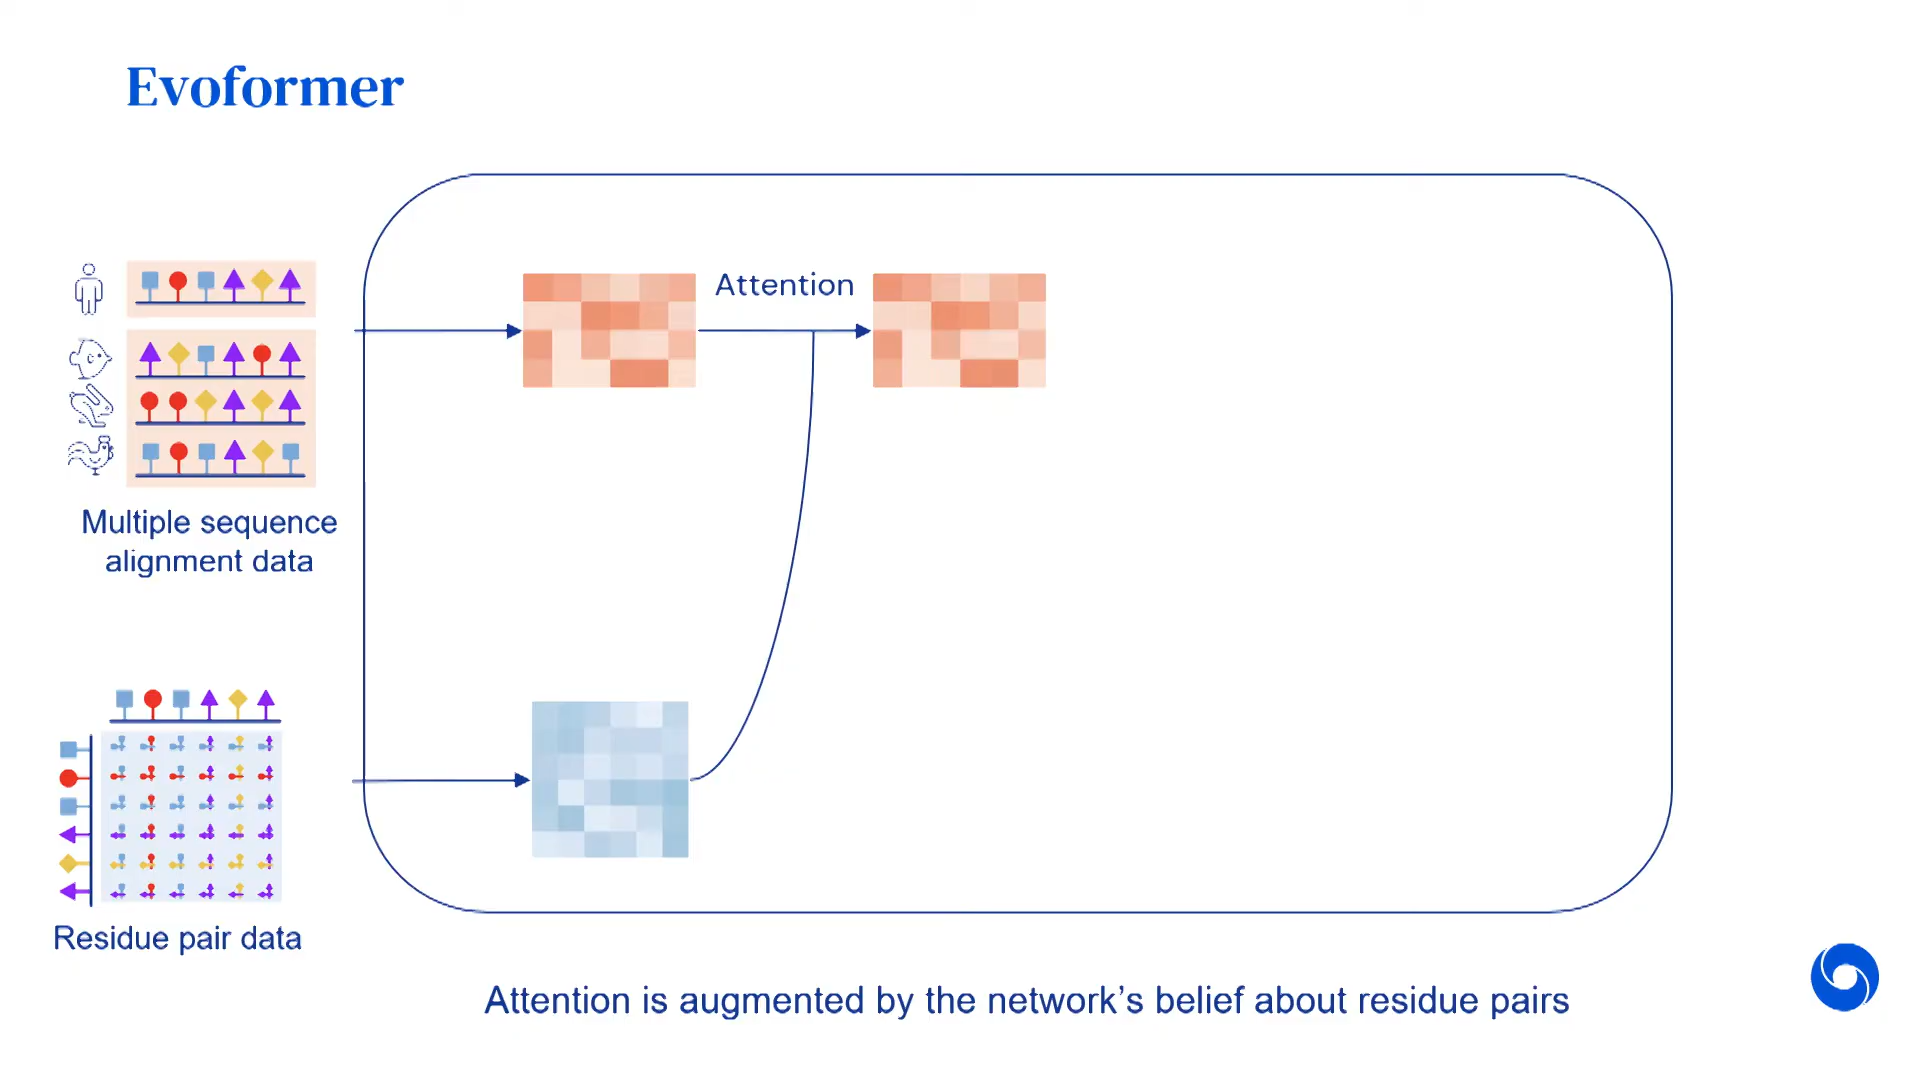 Evoformer
Attention
Multiple sequence
alignment data
Residue pair data
Attention is augmented by the network’s belief about residue pairs